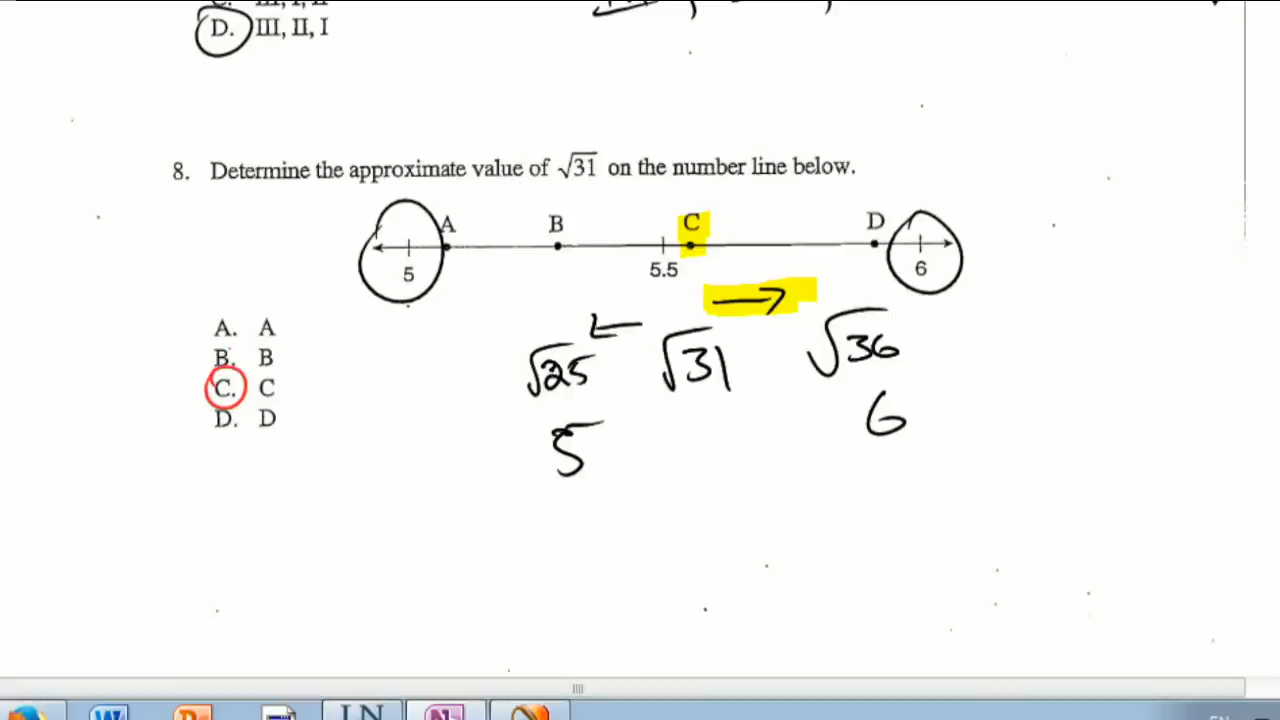 D. III, II, I
8. Determine the approximate value of √31 on the number line below.
A B C D
5 5.5 6
A. A
B. B
C. C
D. D
√25 √31 √36
5 6